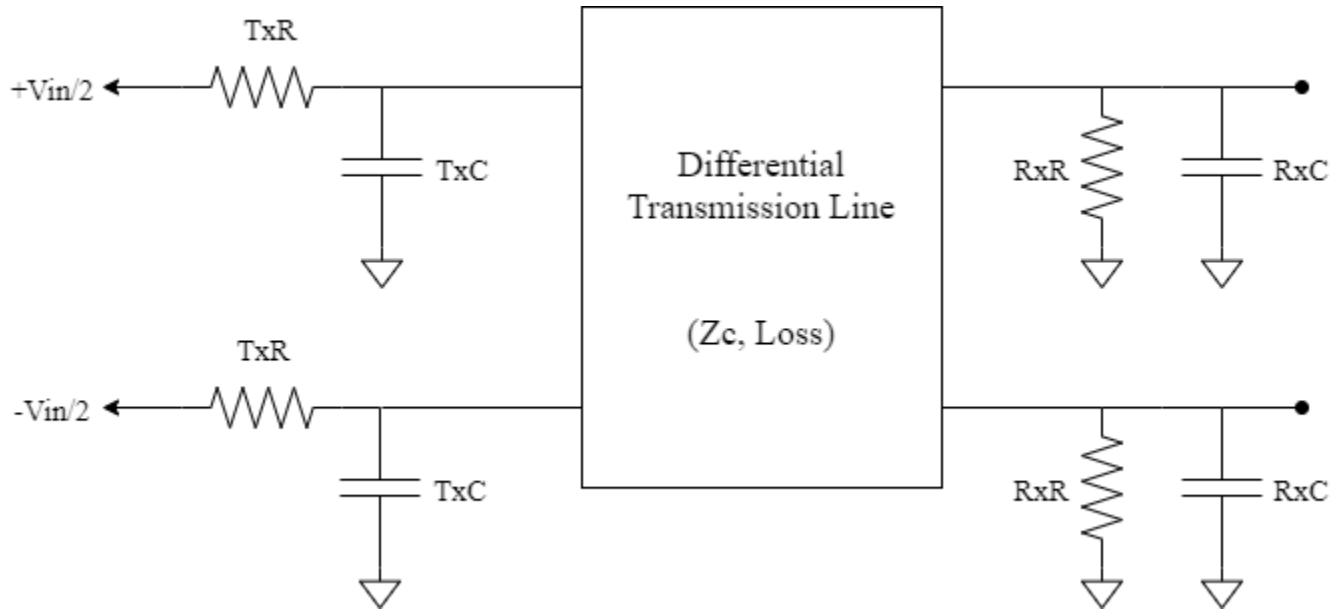 TxR
+Vin/2
TxC
Differential
Transmission Line
RxR
RxC
(Zc, Loss)
TxR
-Vin/2
TxC
RxR
RxC